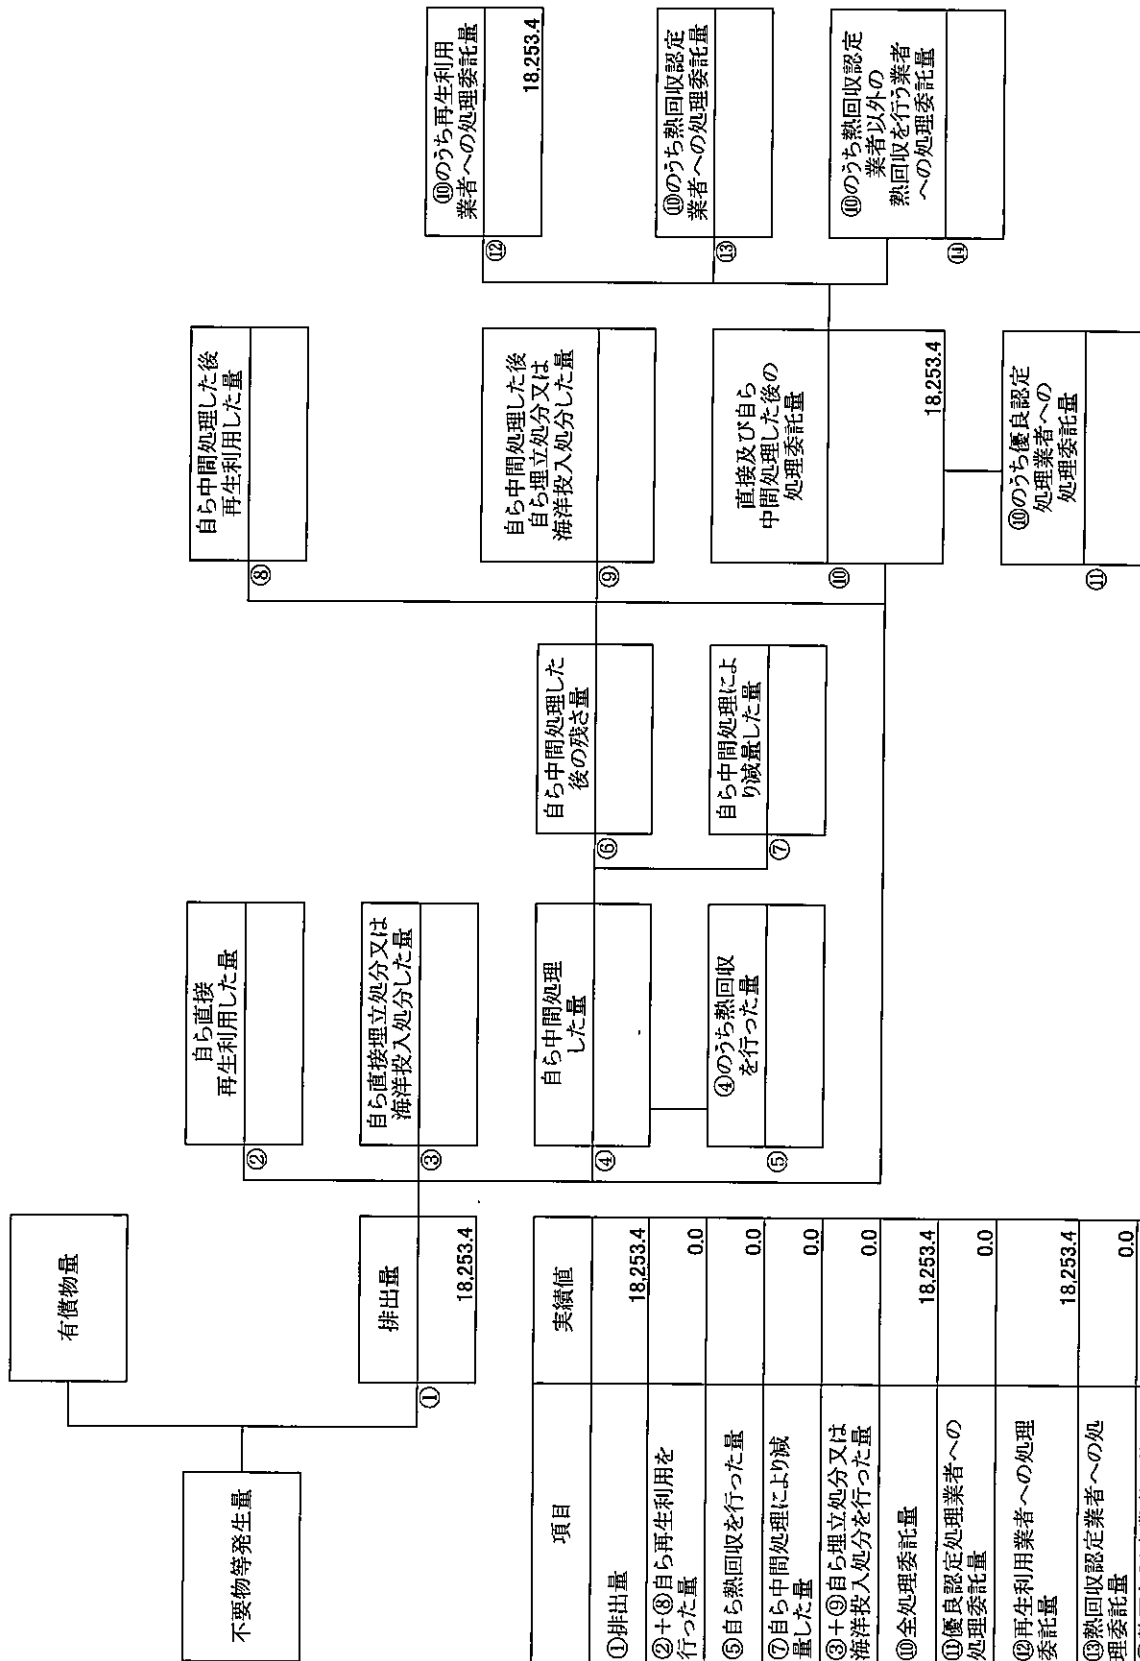 不要物等発生量
有償物量
①
排出量
18,253.4
②
自ら直接
再生利用した量
③
自ら直接埋立処分又は
海洋投入処分した量
④
自ら中間処理
した量
⑤
④のうち熱回収
を行った量
⑥
自ら中間処理した
後の残さ量
⑦
自ら中間処理によ
り減量した量
⑧
自ら中間処理した後
再生利用した量
⑨
自ら中間処理した後
自ら埋立処分又は
海洋投入処分した量
⑩
直接及び自ら
中間処理した後の
処理委託量
18,253.4
⑪
⑩のうち優良認定
処理業者への
処理委託量
⑫
⑩のうち再生利用
業者への処理委託量
18,253.4
⑬
⑩のうち熱回収認定
業者への処理委託量
⑭
⑩のうち熱回収認定
業者以外の
熱回収を行う業者
への処理委託量
項目
実績値
①排出量
18,253.4
②+⑧自ら再生利用を
行った量
0.0
⑤自ら熱回収を行った量
0.0
⑦自ら中間処理により減
量した量
0.0
③+⑨自ら埋立処分又は
海洋投入処分を行った量
0.0
⑩全処理委託量
18,253.4
⑪優良認定処理業者への
処理委託量
0.0
⑫再生利用業者への処理
委託量
18,253.4
⑬熱回収認定業者への処
理委託量
0.0